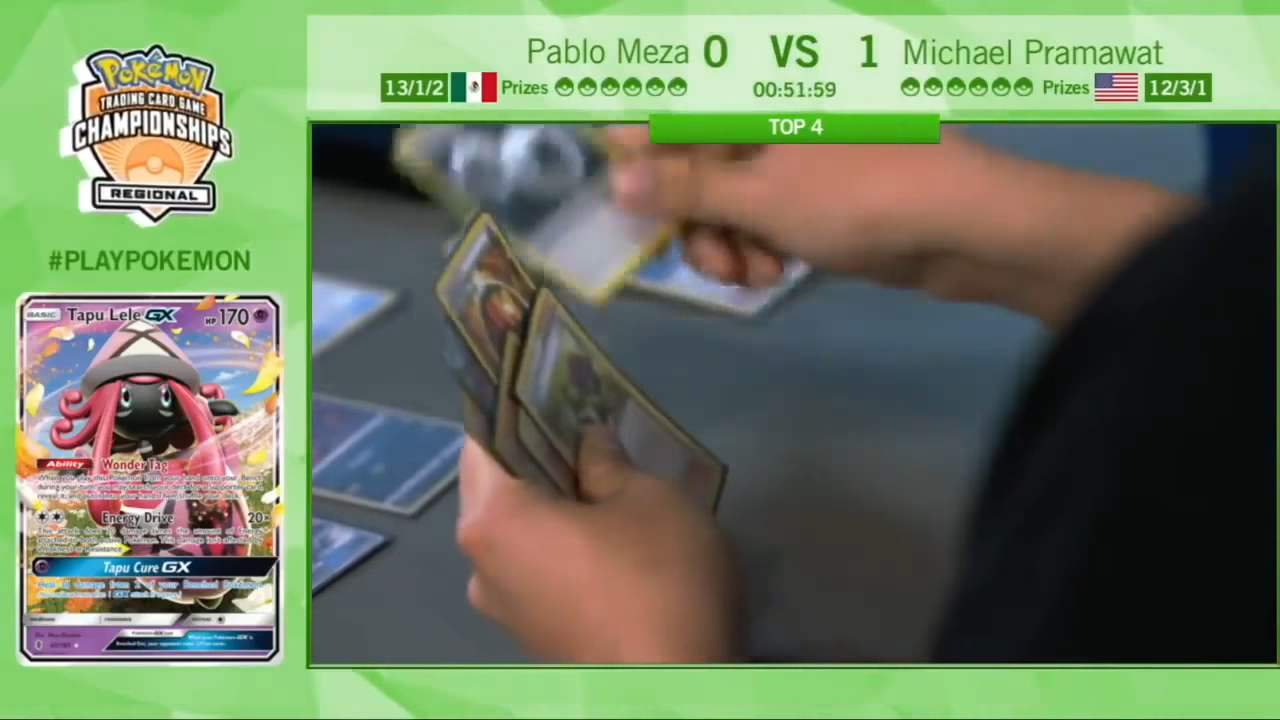 Pokémon
TRADING CARD GAME
CHAMPIONSHIPS
REGIONAL
#PLAYPOKEMON
Pablo Meza 0 VS 1 Michael Pramawat
13/1/2 Prizes 00:51:59 Prizes 12/3/1
TOP 4
BASIC Tapu Lele GX HP 170
Ability Wonder Tag
Energy Drive 20×
Tapu Cure GX